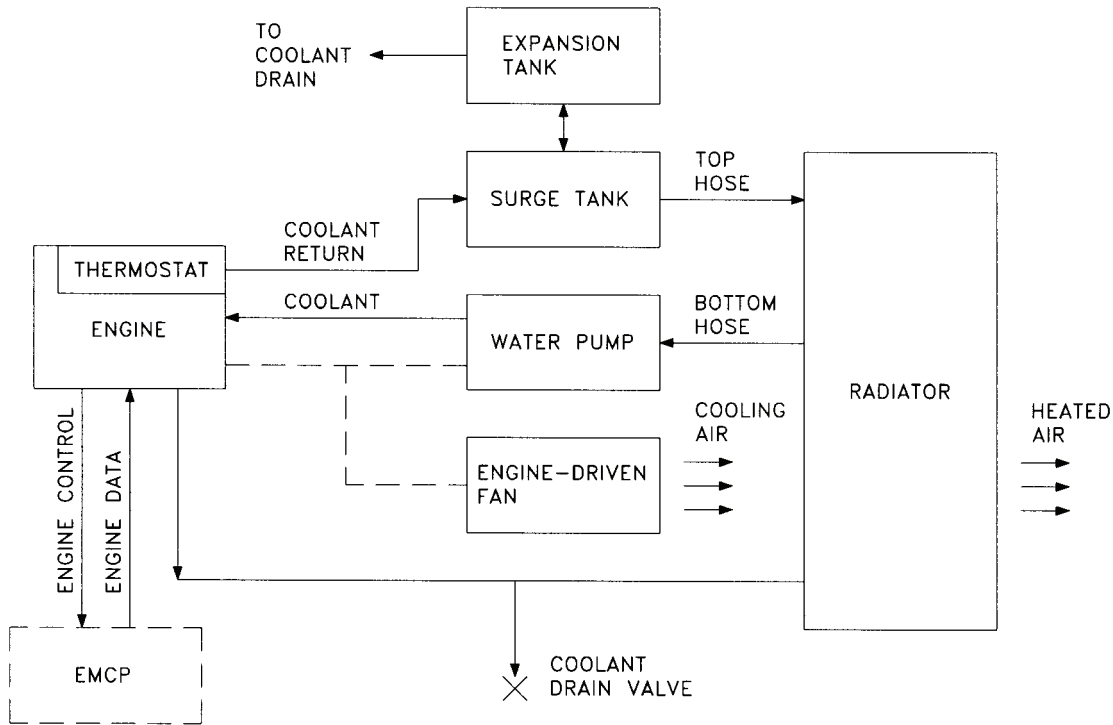 TO
COOLANT
DRAIN
EXPANSION
TANK
SURGE TANK
TOP
HOSE
COOLANT
RETURN
THERMOSTAT
ENGINE
COOLANT
WATER PUMP
BOTTOM
HOSE
RADIATOR
COOLING
AIR
HEATED
AIR
ENGINE-DRIVEN
FAN
ENGINE CONTROL
ENGINE DATA
EMCP
COOLANT
DRAIN VALVE